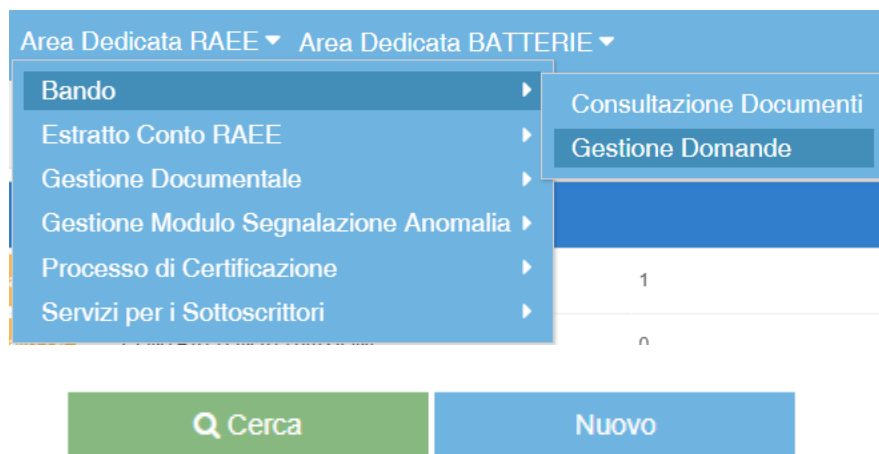 Area Dedicata RAEE Area Dedicata BATTERIE
Bando
Consultazione Documenti
Estratto Conto RAEE
Gestione Domande
Gestione Documentale
Gestione Modulo Segnalazione Anomalia
Processo di Certificazione
1
Servizi per i Sottoscrittori
0
Cerca
Nuovo